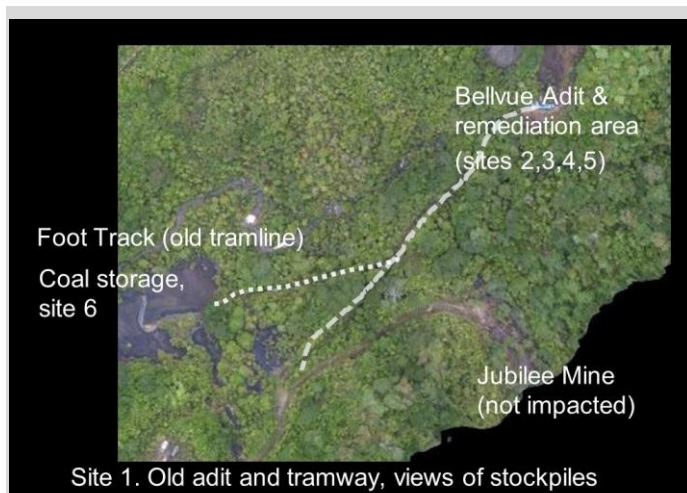 Bellvue Adit &
remediation area
(sites 2,3,4,5)
Foot Track (old tramline)
Coal storage,
site 6
Jubilee Mine
(not impacted)
Site 1. Old adit and tramway, views of stockpiles